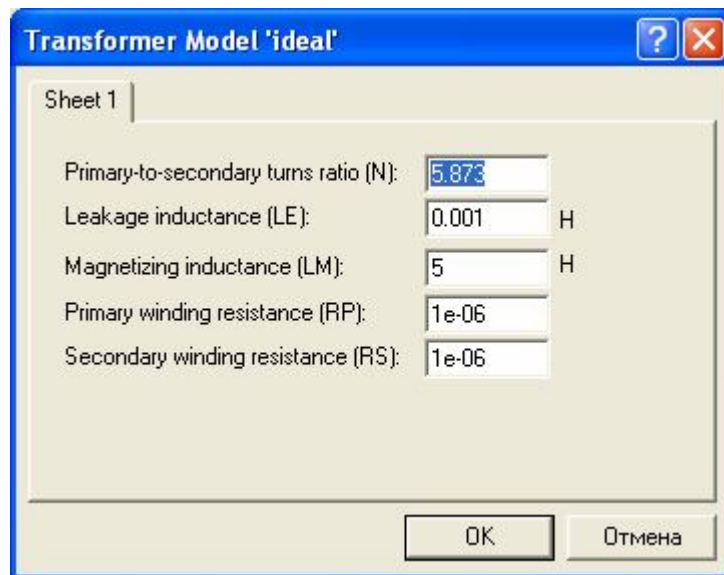 Transformer Model 'ideal'
?
Sheet 1
Primary-to-secondary turns ratio (N): 5.873
Leakage inductance (LE): 0.001 H
Magnetizing inductance (LM): 5 H
Primary winding resistance (RP): 1e-06
Secondary winding resistance (RS): 1e-06
OK Отмена